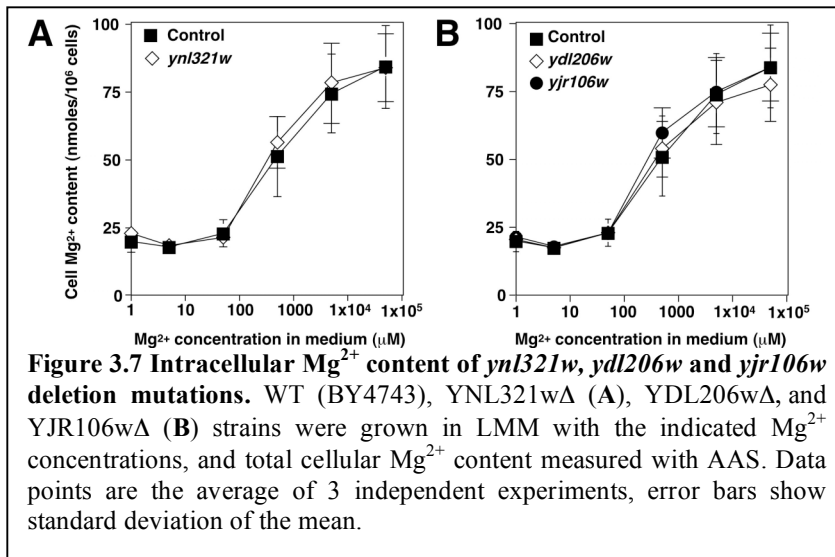 A
B
Control
ynl321w
Control
ydl206w
yjr106w
Cell Mg²⁺ content (nmoles/10⁶ cells)
100
75
50
25
0
100
75
50
25
0
1 10 100 1000 1x10⁴ 1x10⁵
1 10 100 1000 1x10⁴ 1x10⁵
Mg²⁺ concentration in medium (μM)
Mg²⁺ concentration in medium (μM)
Figure 3.7 Intracellular Mg²⁺ content of ynl321w, ydl206w and yjr106w
deletion mutations. WT (BY4743), YNL321wΔ (A), YDL206wΔ, and
YJR106wΔ (B) strains were grown in LMM with the indicated Mg²⁺
concentrations, and total cellular Mg²⁺ content measured with AAS. Data
points are the average of 3 independent experiments, error bars show
standard deviation of the mean.